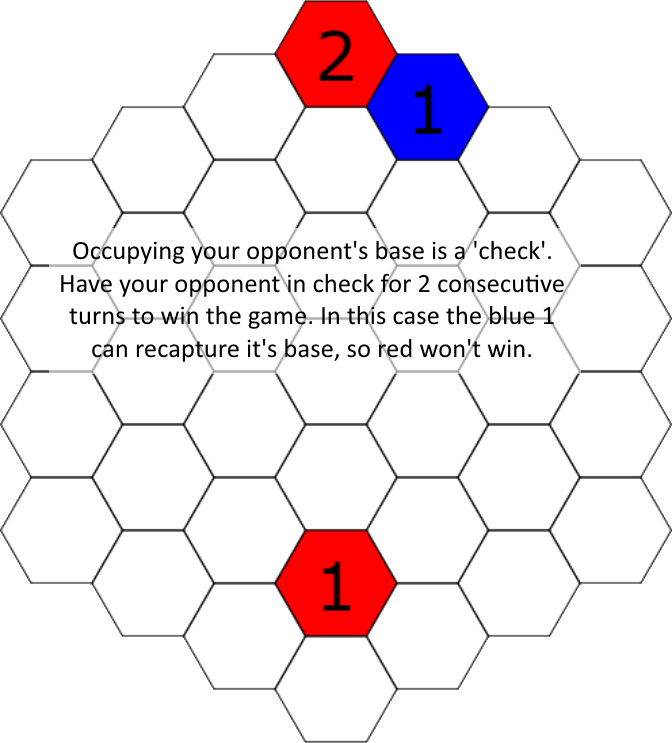 2
1
Occupying your opponent's base is a 'check'.
Have your opponent in check for 2 consecutive
turns to win the game. In this case the blue 1
can recapture it's base, so red won't win.
1